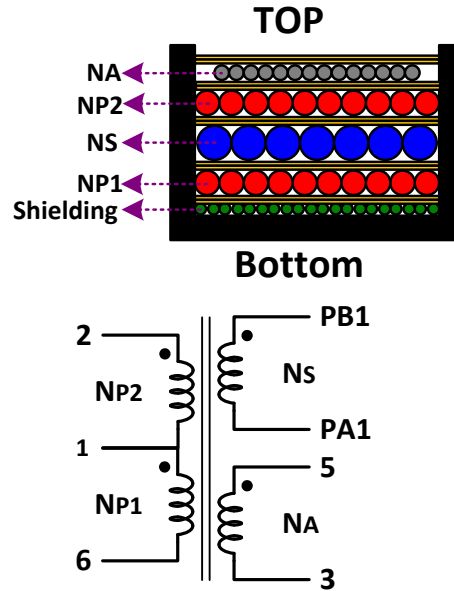 TOP
NA
NP2
NS
NP1
Shielding
Bottom
2
PB1
NP2
NS
1
PA1
5
NP1
NA
6
3